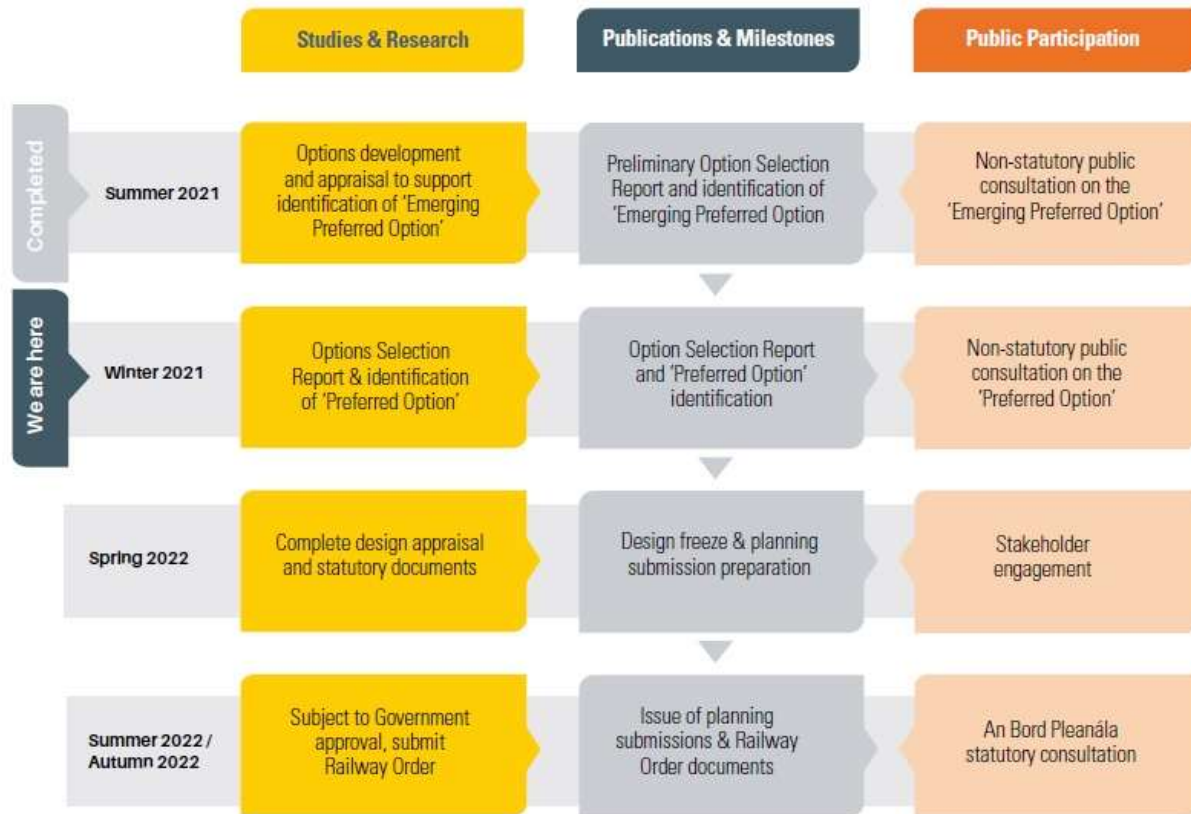 Studies & Research
Publications & Milestones
Public Participation
Completed
Summer 2021
Options development
and appraisal to support
identification of 'Emerging
Preferred Option'
Preliminary Option Selection
Report and identification of
'Emerging Preferred Option
Non-statutory public
consultation on the
'Emerging Preferred Option'
We are here
Winter 2021
Options Selection
Report & identification
of 'Preferred Option'
Option Selection Report
and 'Preferred Option'
identification
Non-statutory public
consultation on the
'Preferred Option'
Spring 2022
Complete design appraisal
and statutory documents
Design freeze & planning
submission preparation
Stakeholder
engagement
Summer 2022 /
Autumn 2022
Subject to Government
approval, submit
Railway Order
Issue of planning
submissions & Railway
Order documents
An Bord Pleanála
statutory consultation